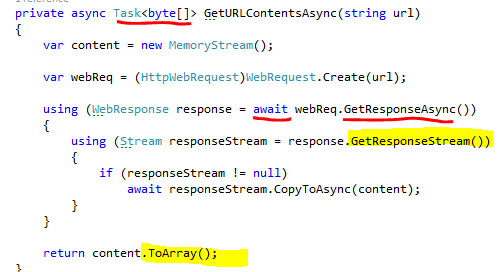 private async Task<byte[]> GetURLContentsAsync(string url)
{
var content = new MemoryStream();
var webReq = (HttpWebRequest)WebRequest.Create(url);
using (WebResponse response = await webReq.GetResponseAsync())
{
using (Stream responseStream = response.GetResponseStream())
{
if (responseStream != null)
await responseStream.CopyToAsync(content);
}
}
return content.ToArray();
}